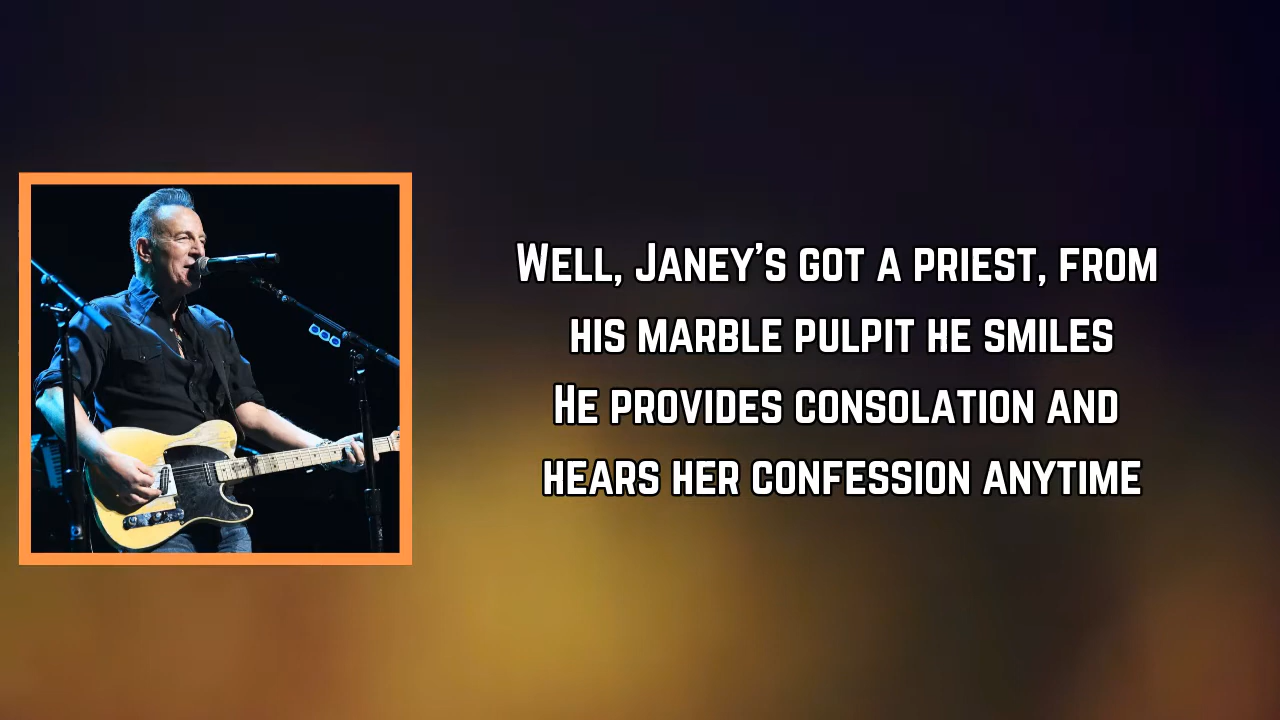 Well, Janey's got a priest, from
his marble pulpit he smiles
He provides consolation and
hears her confession anytime